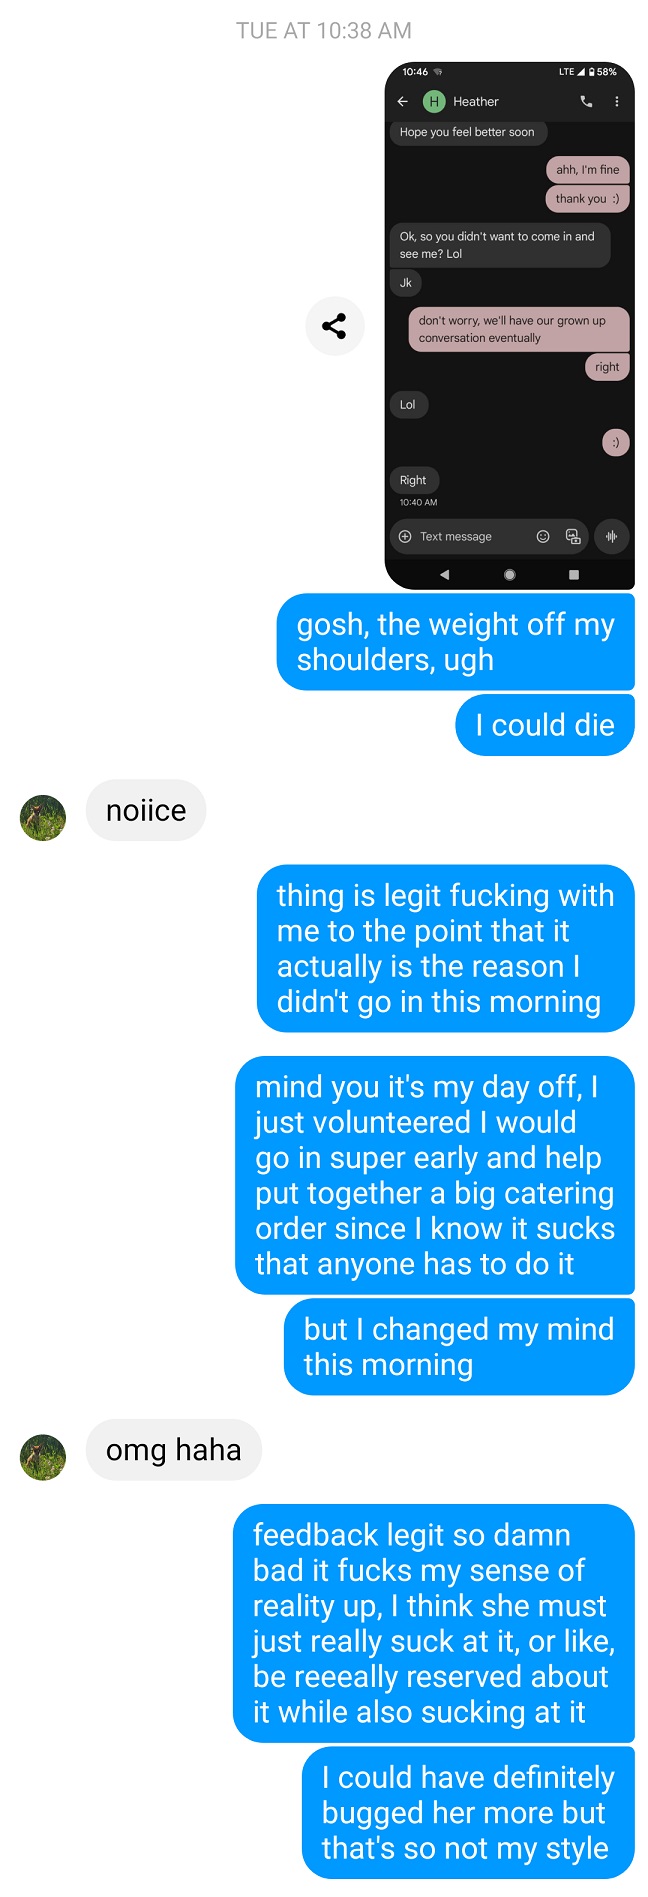 TUE AT 10:38 AM
10:46 LTE 58%
H Heather
Hope you feel better soon
ahh, I'm fine
thank you :)
Ok, so you didn't want to come in and
see me? Lol
Jk
don't worry, we'll have our grown up
conversation eventually
right
Lol
:)
Right
10:40 AM
Text message
gosh, the weight off my
shoulders, ugh
I could die
noiice
thing is legit fucking with
me to the point that it
actually is the reason I
didn't go in this morning
mind you it's my day off, I
just volunteered I would
go in super early and help
put together a big catering
order since I know it sucks
that anyone has to do it
but I changed my mind
this morning
omg haha
feedback legit so damn
bad it fucks my sense of
reality up, I think she must
just really suck at it, or like,
be reeeally reserved about
it while also sucking at it
I could have definitely
bugged her more but
that's so not my style